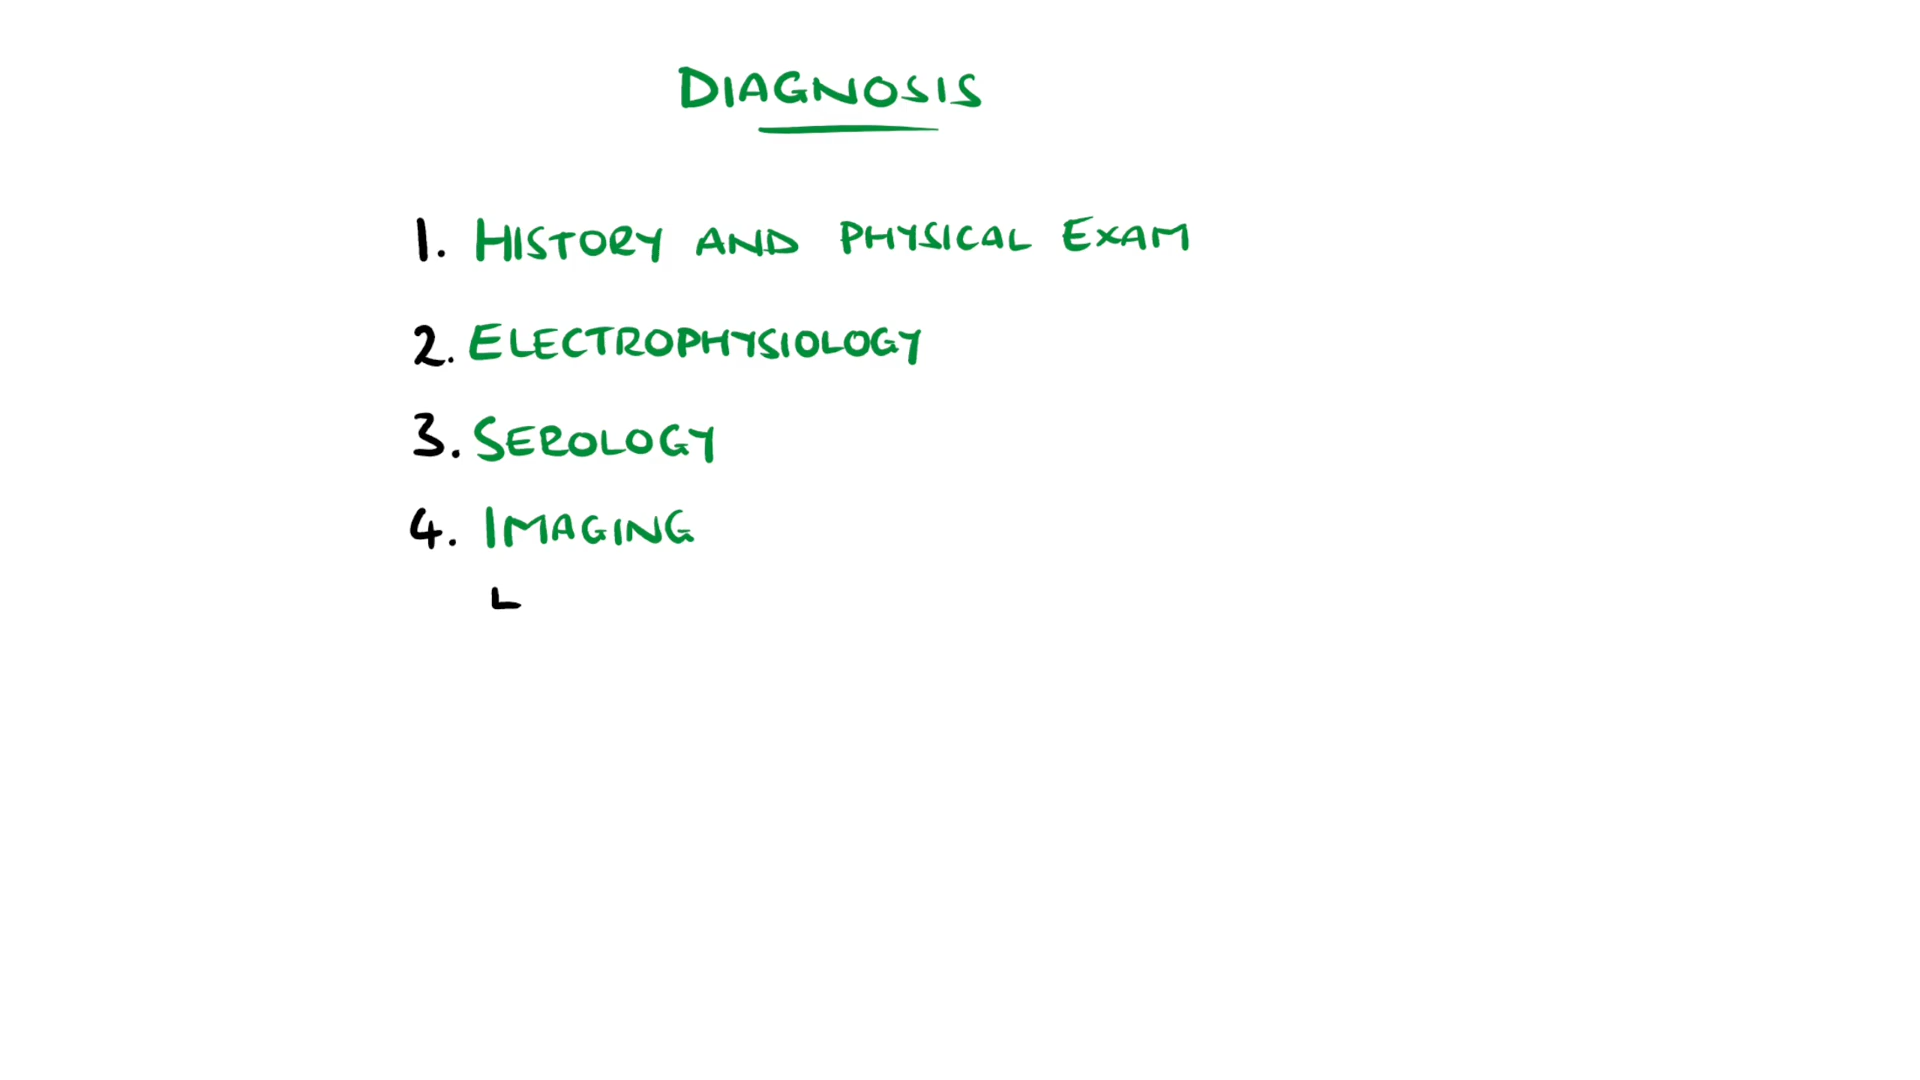 DIAGNOSIS
1. HISTORY AND PHYSICAL EXAM
2. ELECTROPHYSIOLOGY
3. SEROLOGY
4. IMAGING